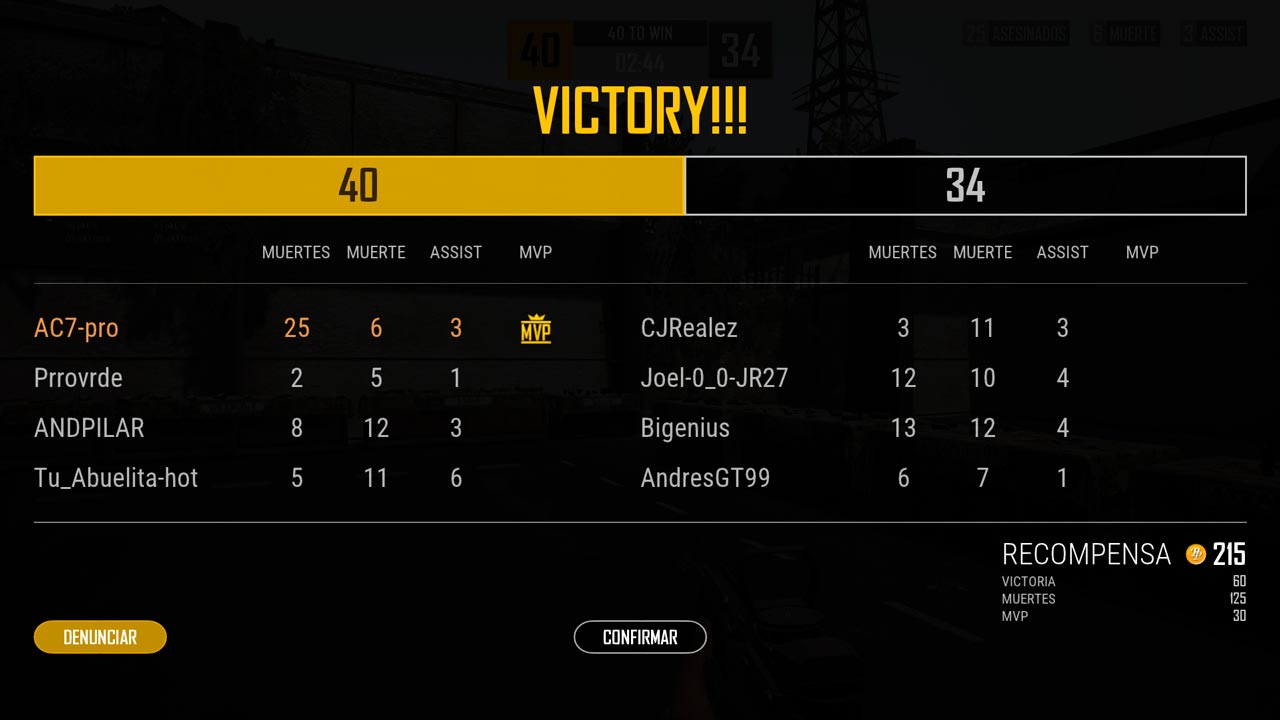 40 40 TO WIN 34
02:44
25 ASESINADOS 6 MUERTE 3 ASSIST
VICTORY!!!
40 34
MUERTES MUERTE ASSIST MVP MUERTES MUERTE ASSIST MVP
AC7-pro 25 6 3 MVP CJRealez 3 11 3
Prrovrde 2 5 1 Joel-0_0-JR27 12 10 4
ANDPILAR 8 12 3 Bigenius 13 12 4
Tu_Abuelita-hot 5 11 6 AndresGT99 6 7 1
RECOMPENSA 215
VICTORIA 60
MUERTES 125
MVP 30
DENUNCIAR CONFIRMAR